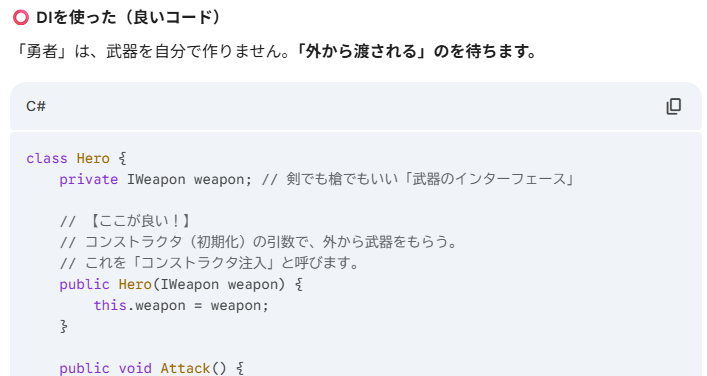 ⭕ DIを使った（良いコード）
「勇者」は、武器を自分で作りません。「外から渡される」のを待ちます。
C#
class Hero {
    private IWeapon weapon; // 剣でも槍でもいい「武器のインターフェース」
    // 【ここが良い！】
    // コンストラクタ（初期化）の引数で、外から武器をもらう。
    // これを「コンストラクタ注入」と呼びます。
    public Hero(IWeapon weapon) {
        this.weapon = weapon;
    }
    public void Attack() {